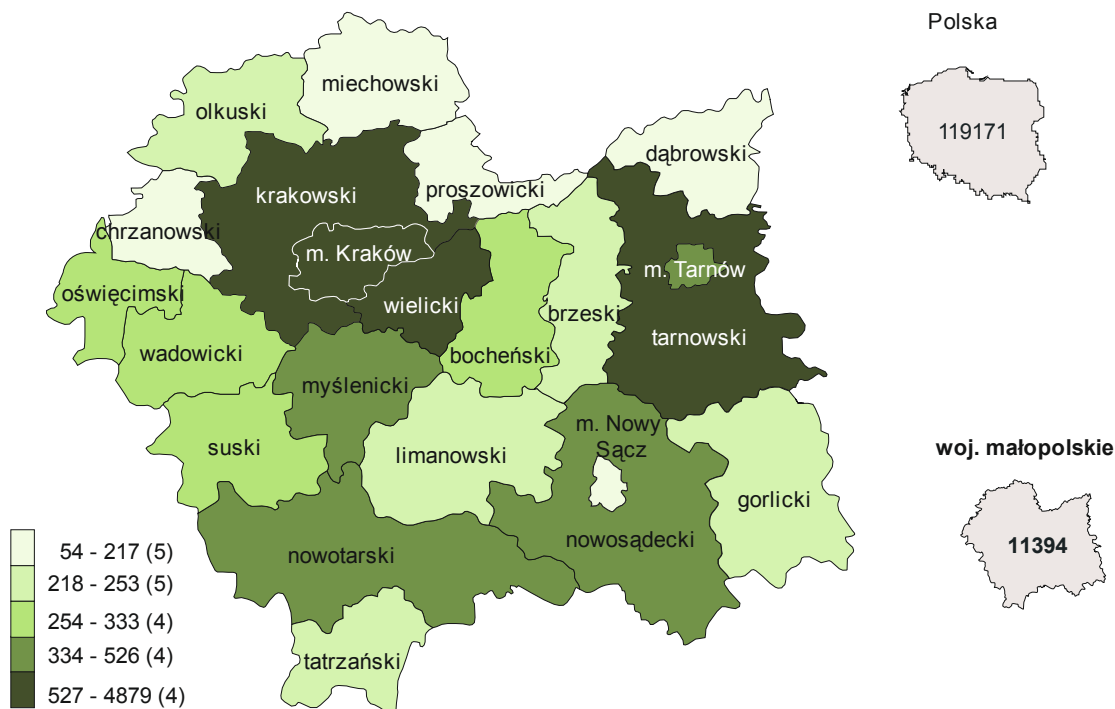 Polska
miechowski
olkuski
119171
dąbrowski
krakowski
proszowicki
chrzanowski
m. Kraków
m. Tarnów
oświęcimski
wielicki
brzeski
tarnowski
wadowicki
bocheński
myślenicki
m. Nowy
Sącz
suski
limanowski
woj. małopolskie
gorlicki
nowotarski
nowosądecki
11394
tatrzański
54 - 217 (5)
218 - 253 (5)
254 - 333 (4)
334 - 526 (4)
527 - 4879 (4)